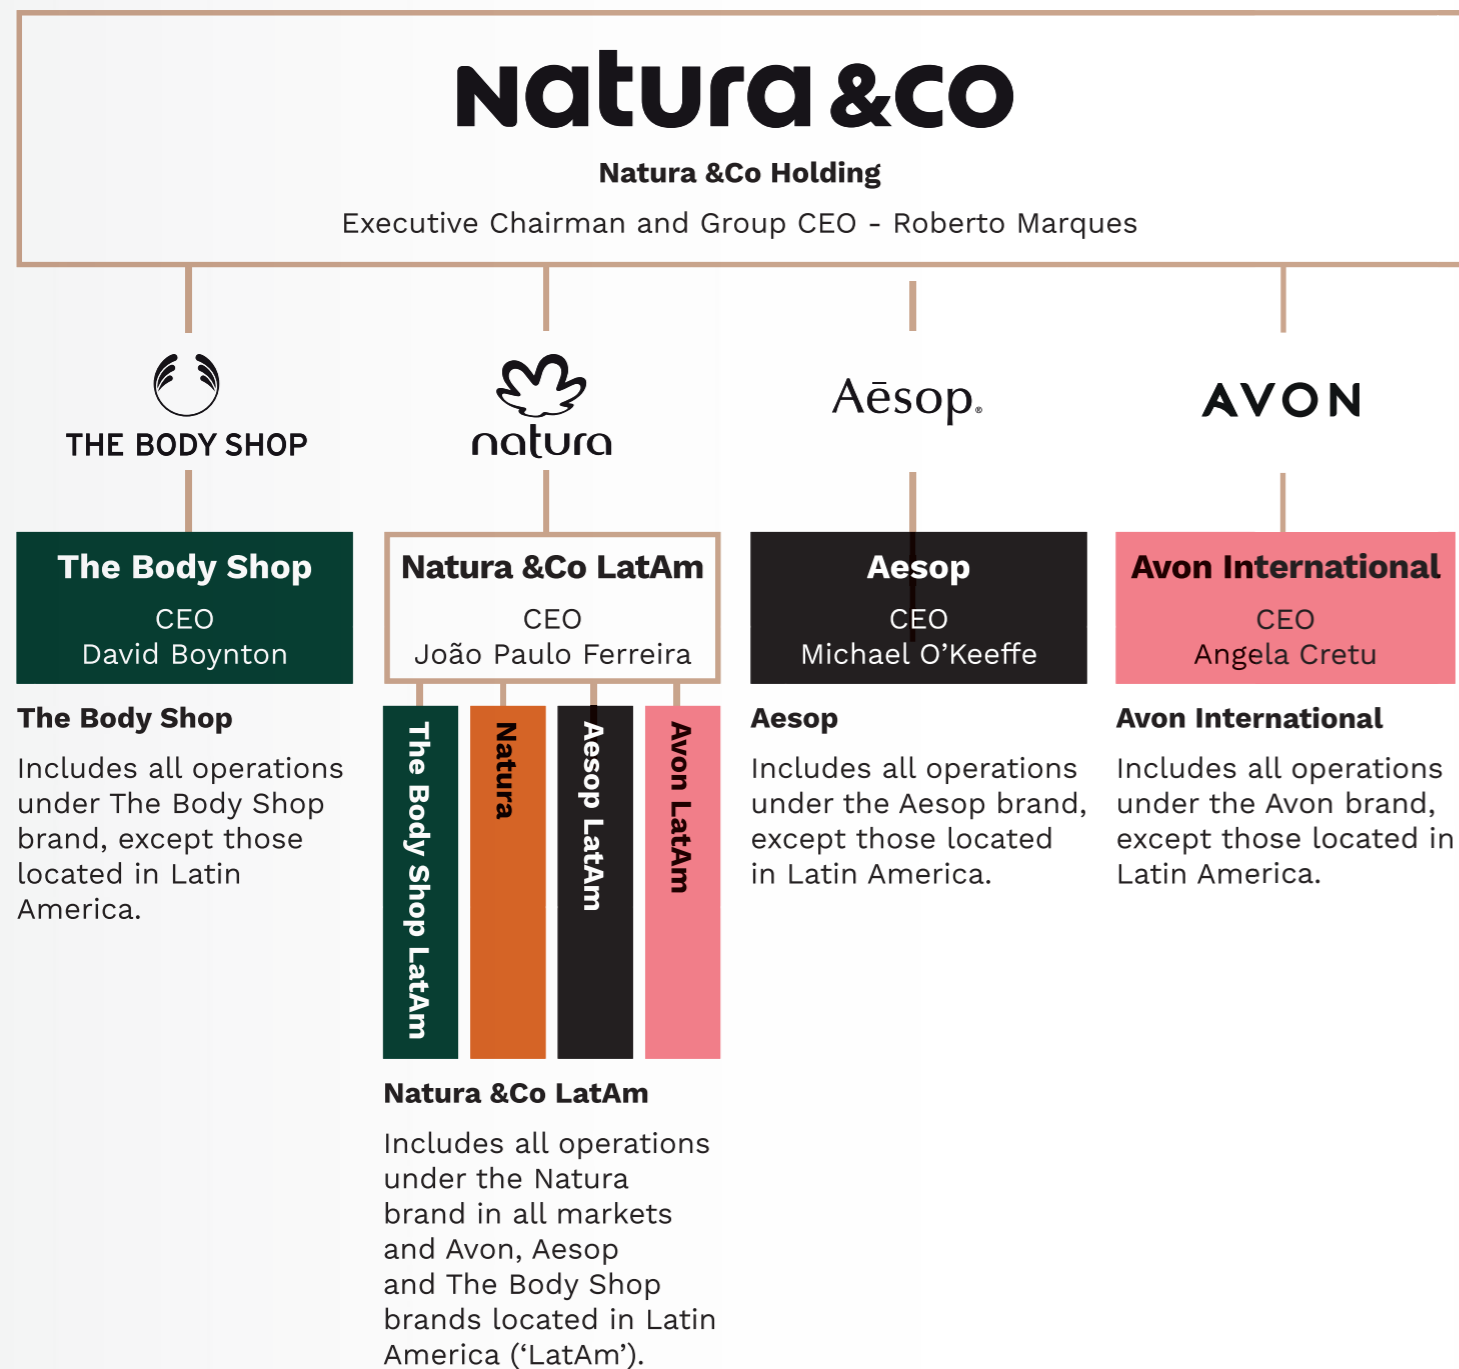 Natura &co
Natura &Co Holding
Executive Chairman and Group CEO - Roberto Marques
THE BODY SHOP
natura
Aēsop®
AVON
The Body Shop
CEO
David Boynton
Natura &Co LatAm
CEO
João Paulo Ferreira
Aesop
CEO
Michael O’Keeffe
Avon International
CEO
Angela Cretu
The Body Shop
Includes all operations
under The Body Shop
brand, except those
located in Latin
America.
The Body Shop LatAm
Natura
Aesop LatAm
Avon LatAm
Natura &Co LatAm
Includes all operations
under the Natura
brand in all markets
and Avon, Aesop
and The Body Shop
brands located in Latin
America (‘LatAm’).
Aesop
Includes all operations
under the Aesop brand,
except those located
in Latin America.
Avon International
Includes all operations
under the Avon brand,
except those located in
Latin America.